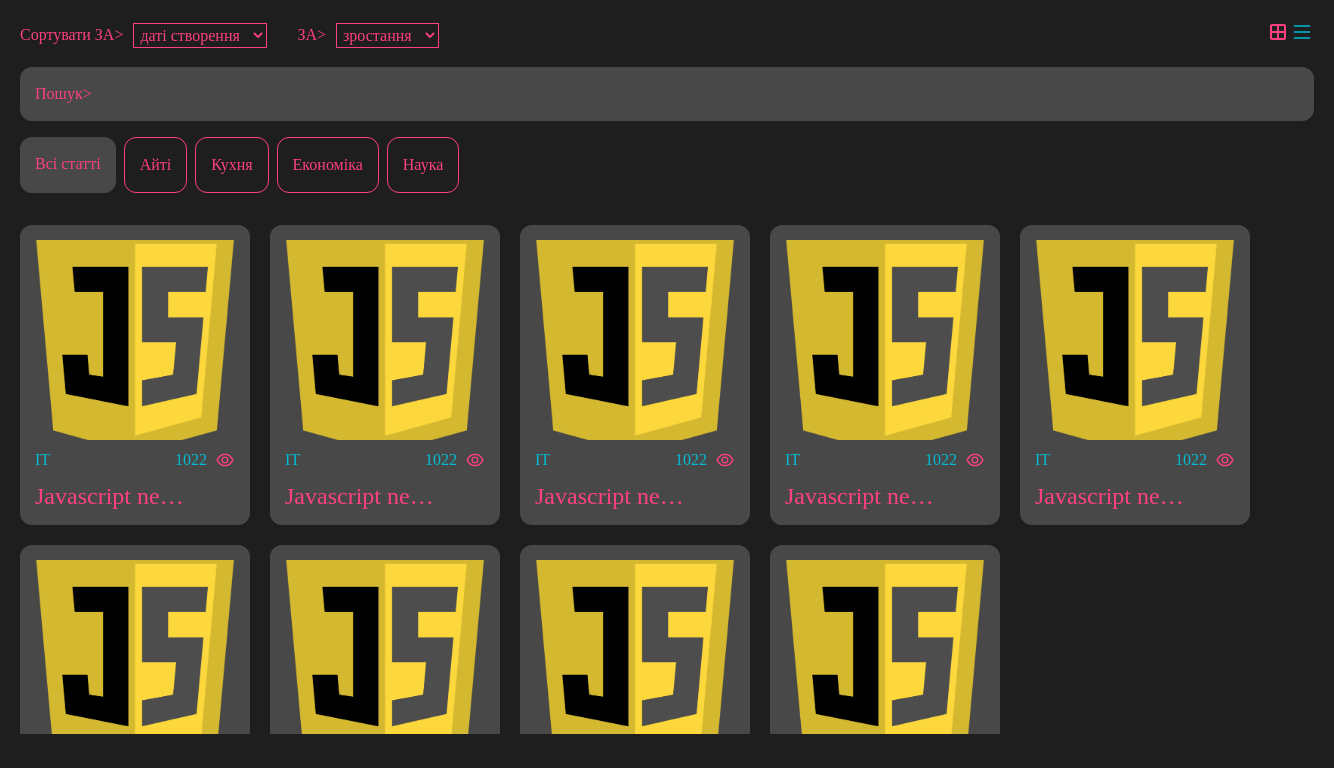 Сортувати ЗА> даті створення ЗА> зростання
Пошук>
Всі статті Айті Кухня Економіка Наука
JS JS JS JS JS
IT 1022 IT 1022 IT 1022 IT 1022 IT 1022
Javascript ne… Javascript ne… Javascript ne… Javascript ne… Javascript ne…
JS JS JS JS